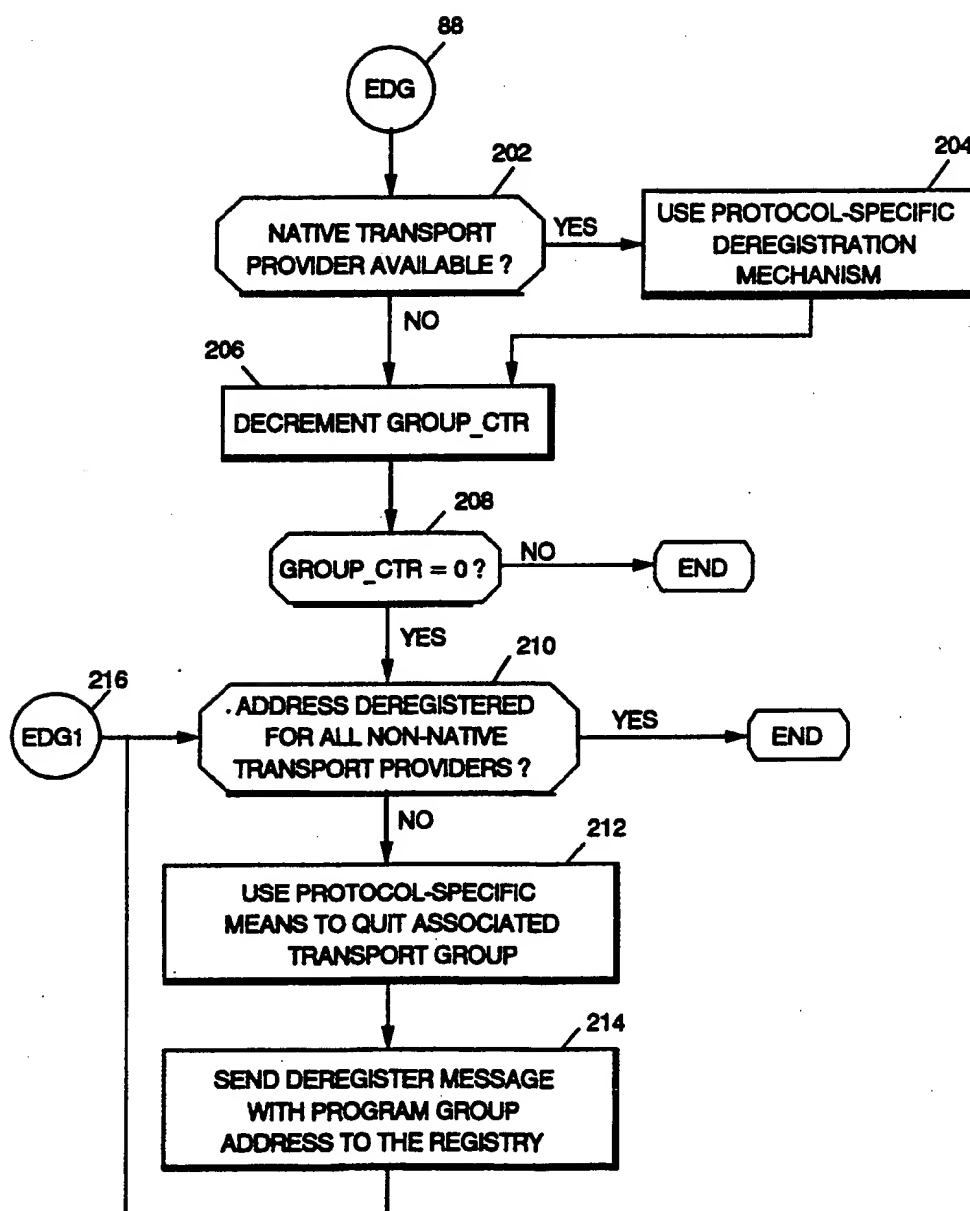 88
EDG
202
NATIVE TRANSPORT
PROVIDER AVAILABLE ?
YES
204
USE PROTOCOL-SPECIFIC
DEREGISTRATION
MECHANISM
NO
206
DECREMENT GROUP_CTR
208
GROUP_CTR = 0 ?
NO
END
YES
210
216
EDG1
ADDRESS DEREGISTERED
FOR ALL NON-NATIVE
TRANSPORT PROVIDERS ?
YES
END
NO
212
USE PROTOCOL-SPECIFIC
MEANS TO QUIT ASSOCIATED
TRANSPORT GROUP
214
SEND DEREGISTER MESSAGE
WITH PROGRAM GROUP
ADDRESS TO THE REGISTRY